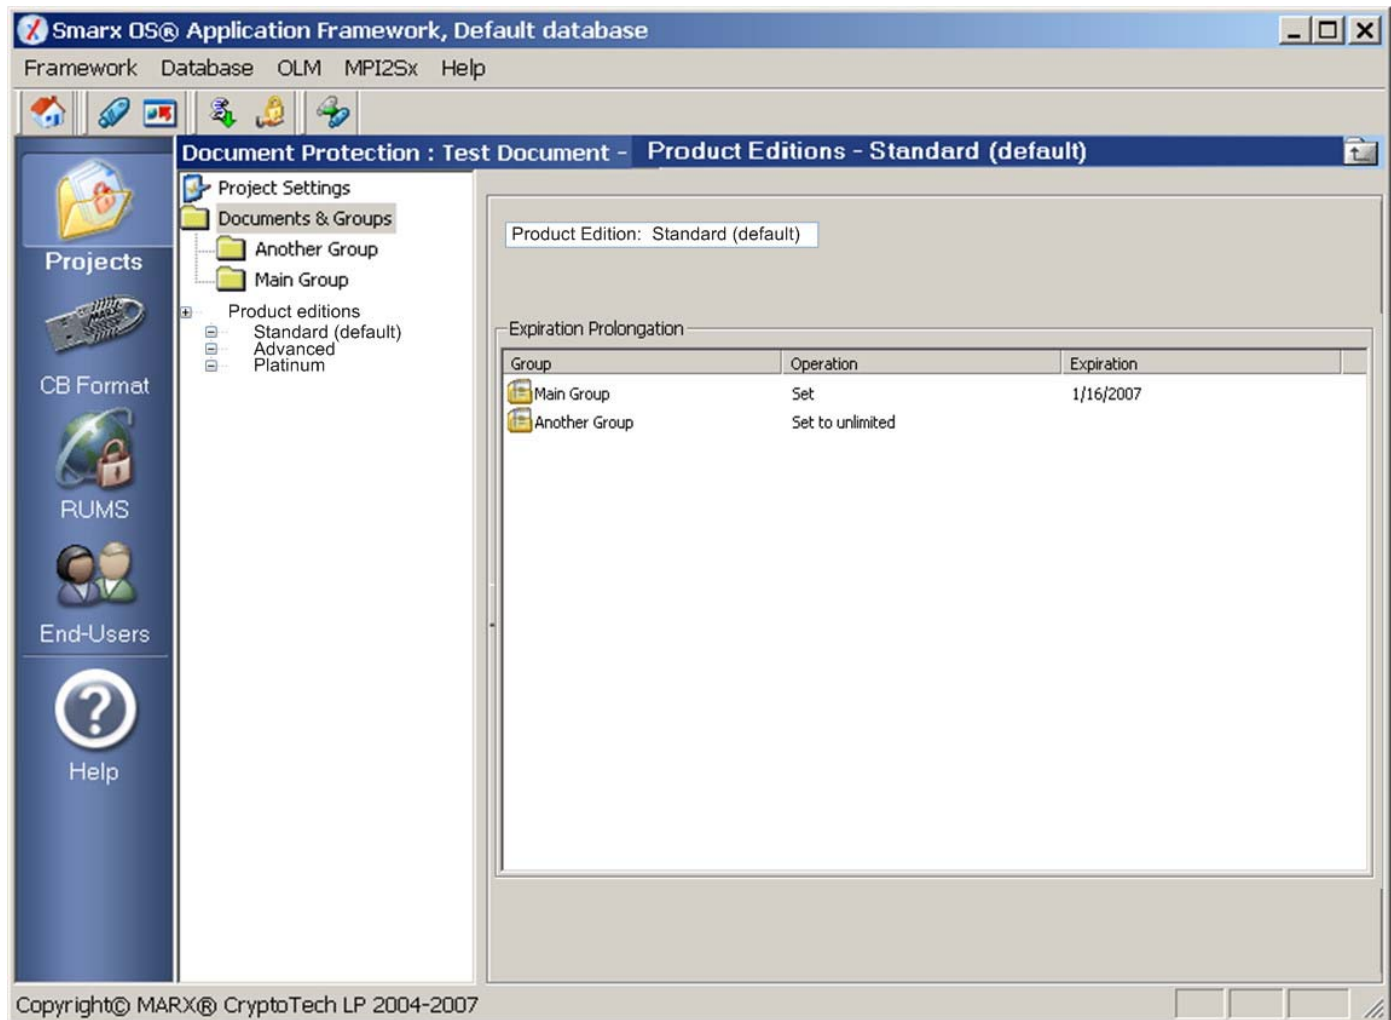 Smarx OS® Application Framework, Default database
Framework Database OLM MPI2Sx Help
Document Protection : Test Document - Product Editions - Standard (default)
Projects
CB Format
RUMS
End-Users
Help
Project Settings
Documents & Groups
Another Group
Main Group
Product editions
Standard (default)
Advanced
Platinum
Product Edition: Standard (default)
Expiration Prolongation
Group Operation Expiration
Main Group Set 1/16/2007
Another Group Set to unlimited
MARX
Copyright© MARX® CryptoTech LP 2004-2007